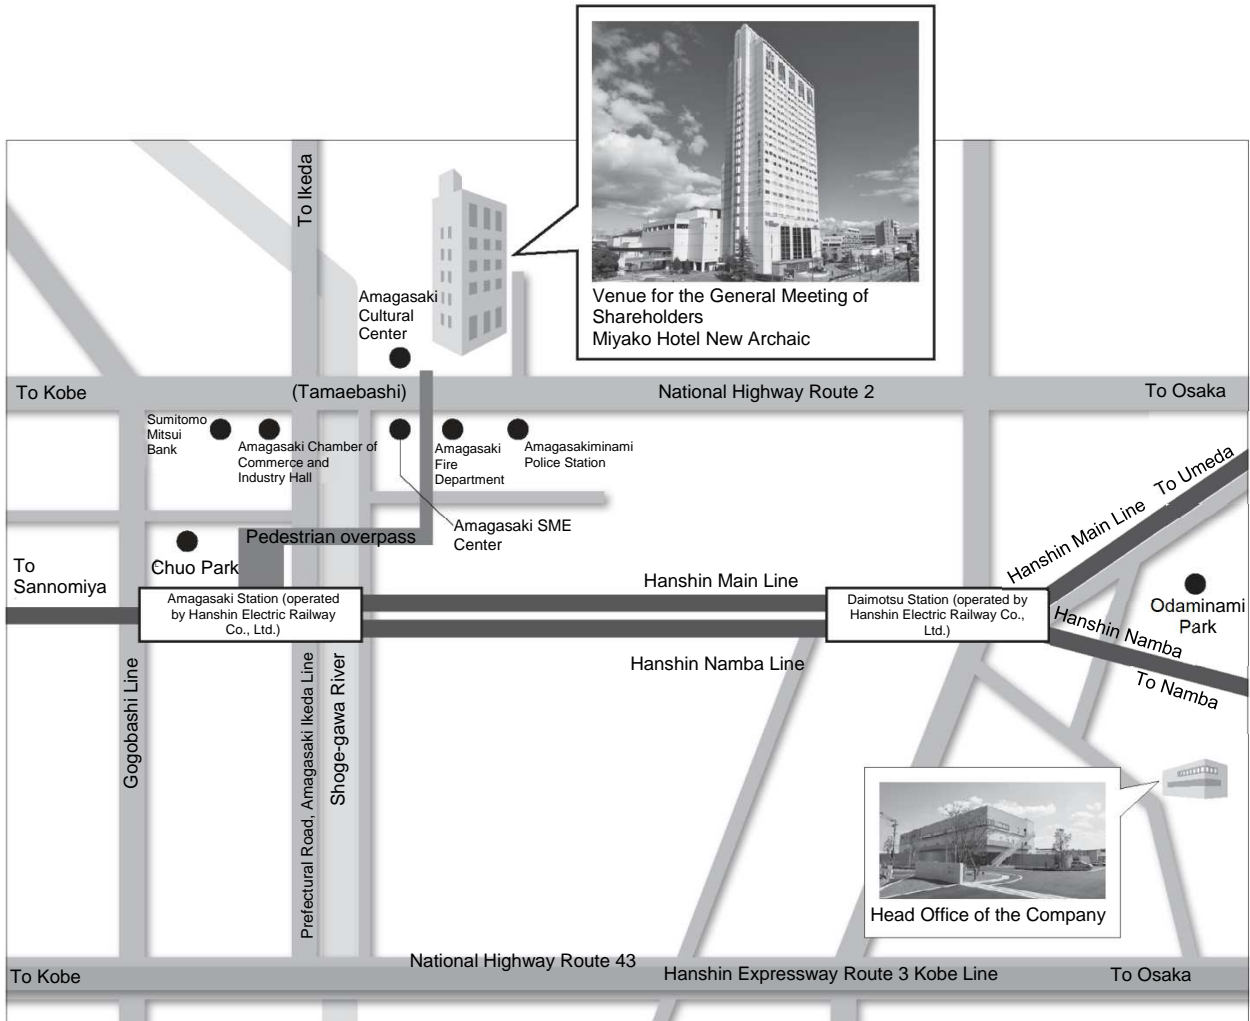 Venue for the General Meeting of
Shareholders
Miyako Hotel New Archaic
To Ikeda
Amagasaki
Cultural
Center
To Kobe
(Tamaebashi)
National Highway Route 2
To Osaka
Sumitomo
Mitsui
Bank
Amagasaki Chamber of
Commerce and
Industry Hall
Amagasaki
Fire
Department
Amagasakiminami
Police Station
Amagasaki SME
Center
Pedestrian overpass
Chuo Park
To
Sannomiya
Amagasaki Station (operated
by Hanshin Electric Railway
Co., Ltd.)
Hanshin Main Line
Hanshin Namba Line
Daimotsu Station (operated by
Hanshin Electric Railway Co.,
Ltd.)
Hanshin Main Line
To Umeda
Odaminami
Park
Hanshin Namba
To Namba
Gogobashi Line
Prefectural Road, Amagasaki Ikeda Line
Shoge-gawa River
Head Office of the Company
To Kobe
National Highway Route 43
Hanshin Expressway Route 3 Kobe Line
To Osaka